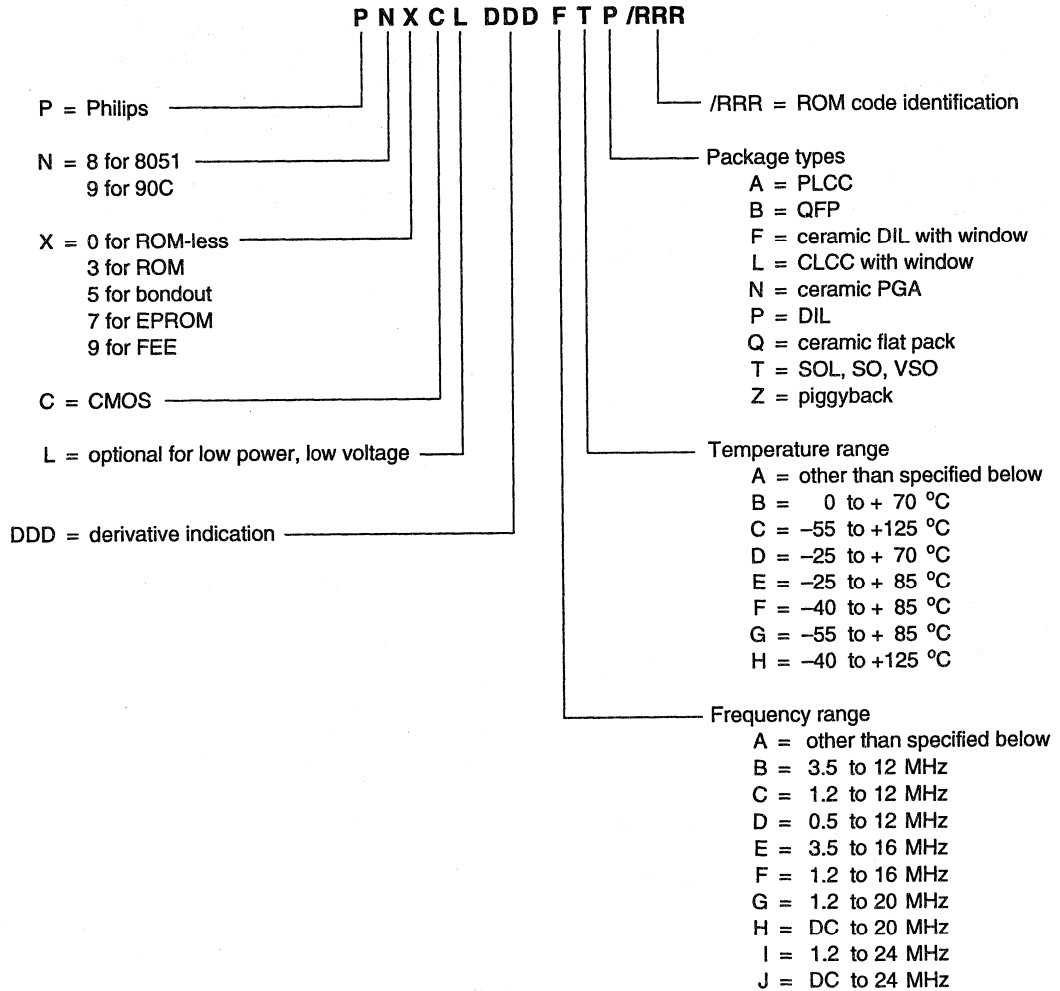 P N X C L DDD F T P /RRR
P = Philips
N = 8 for 8051
9 for 90C
X = 0 for ROM-less
3 for ROM
5 for bondout
7 for EPROM
9 for FEE
C = CMOS
L = optional for low power, low voltage
DDD = derivative indication
/RRR = ROM code identification
Package types
A = PLCC
B = QFP
F = ceramic DIL with window
L = CLCC with window
N = ceramic PGA
P = DIL
Q = ceramic flat pack
T = SOL, SO, VSO
Z = piggyback
Temperature range
A = other than specified below
B = 0 to + 70 °C
C = –55 to +125 °C
D = –25 to + 70 °C
E = –25 to + 85 °C
F = –40 to + 85 °C
G = –55 to + 85 °C
H = –40 to +125 °C
Frequency range
A = other than specified below
B = 3.5 to 12 MHz
C = 1.2 to 12 MHz
D = 0.5 to 12 MHz
E = 3.5 to 16 MHz
F = 1.2 to 16 MHz
G = 1.2 to 20 MHz
H = DC to 20 MHz
I = 1.2 to 24 MHz
J = DC to 24 MHz